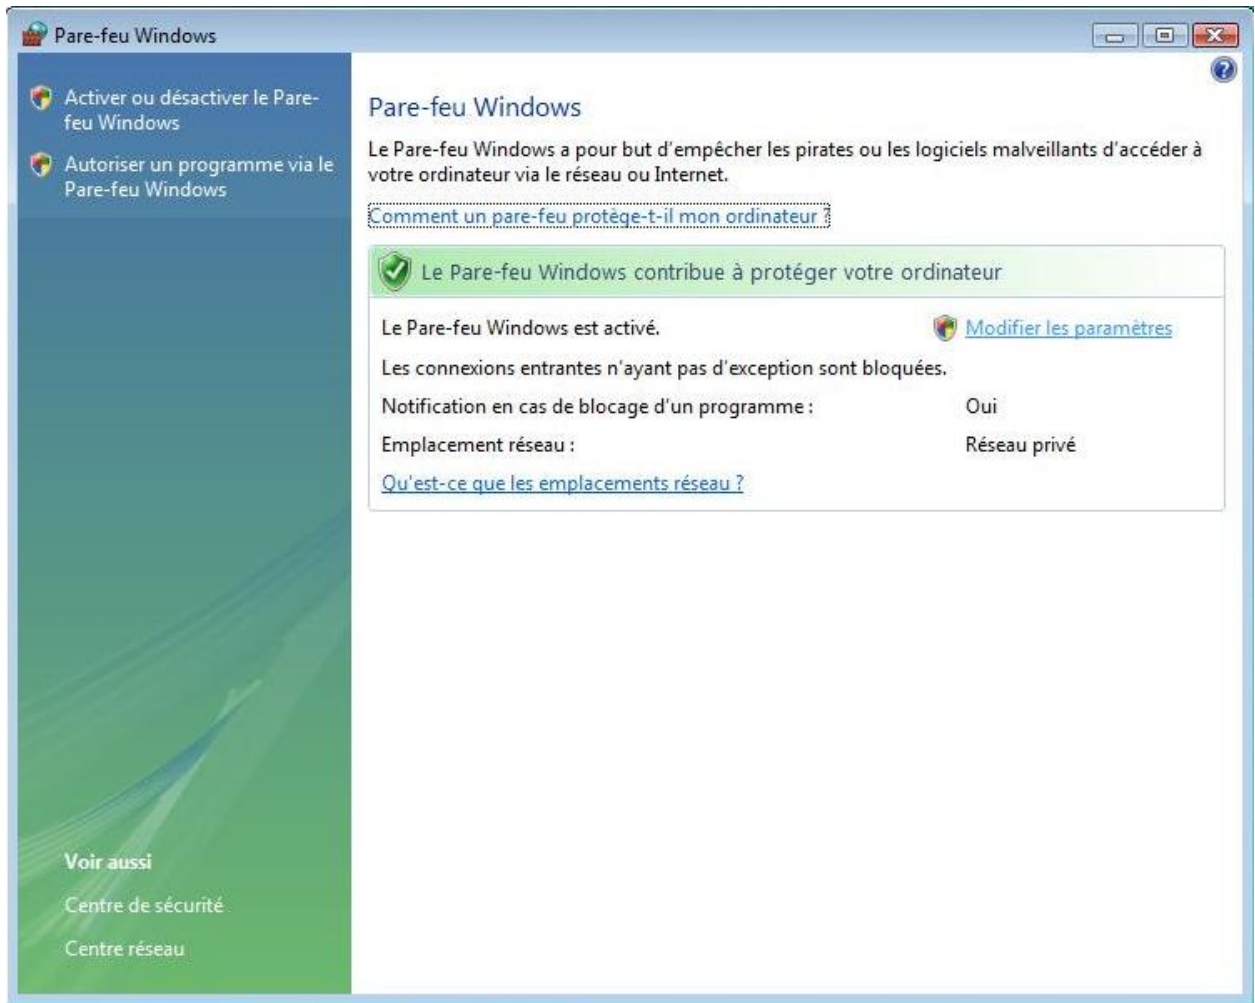 Pare-feu Windows
Activer ou désactiver le Pare-
feu Windows
Autoriser un programme via le
Pare-feu Windows
Voir aussi
Centre de sécurité
Centre réseau
Pare-feu Windows
Le Pare-feu Windows a pour but d'empêcher les pirates ou les logiciels malveillants d'accéder à
votre ordinateur via le réseau ou Internet.
Comment un pare-feu protège-t-il mon ordinateur ?
Le Pare-feu Windows contribue à protéger votre ordinateur
Le Pare-feu Windows est activé. Modifier les paramètres
Les connexions entrantes n'ayant pas d'exception sont bloquées.
Notification en cas de blocage d'un programme : Oui
Emplacement réseau : Réseau privé
Qu'est-ce que les emplacements réseau ?